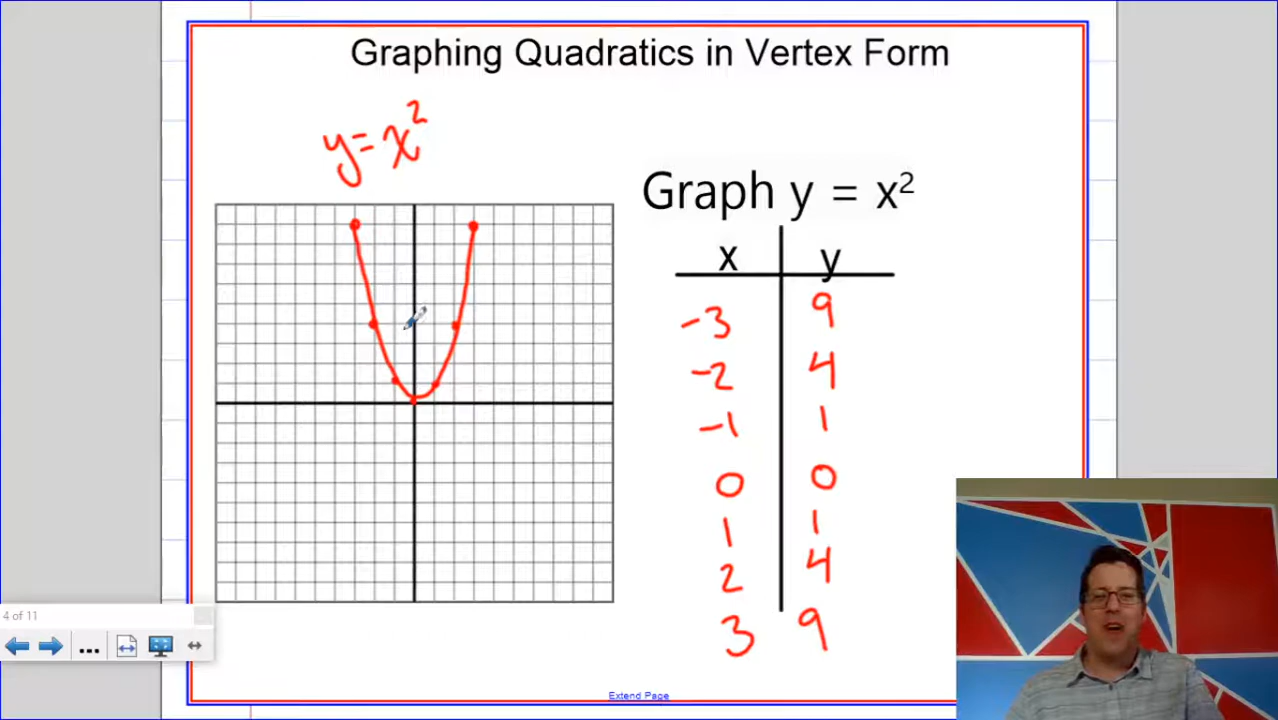 Graphing Quadratics in Vertex Form
y=x²
Graph y = x²
x y
-3 9
-2 4
-1 1
0 0
1 1
2 4
3 9
4 of 11
...
Extend Page